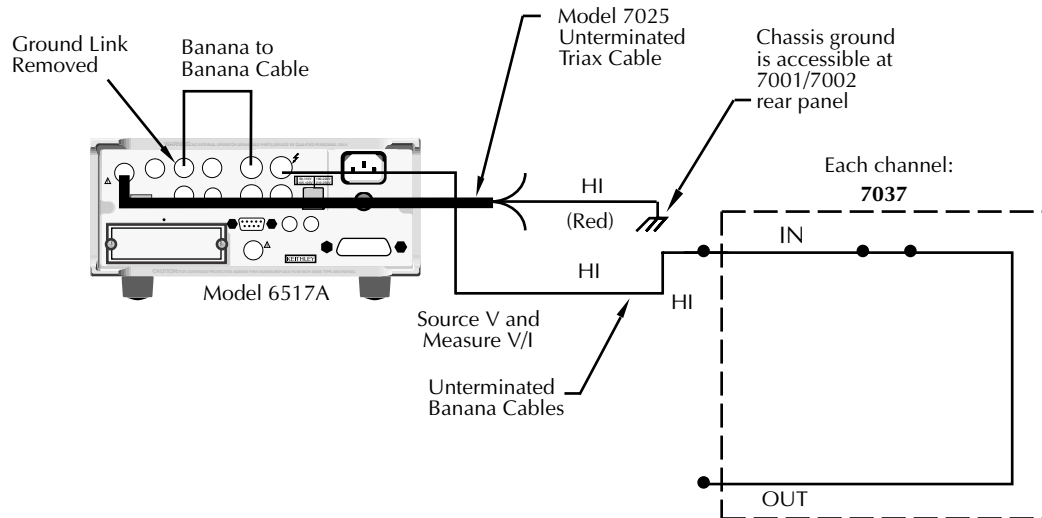 Ground Link
Removed
Banana to
Banana Cable
Model 7025
Unterminated
Triax Cable
Chassis ground
is accessible at
7001/7002
rear panel
Each channel:
7037
HI
(Red)
IN
HI
HI
KEITHLEY
Model 6517A
Source V and
Measure V/I
Unterminated
Banana Cables
OUT